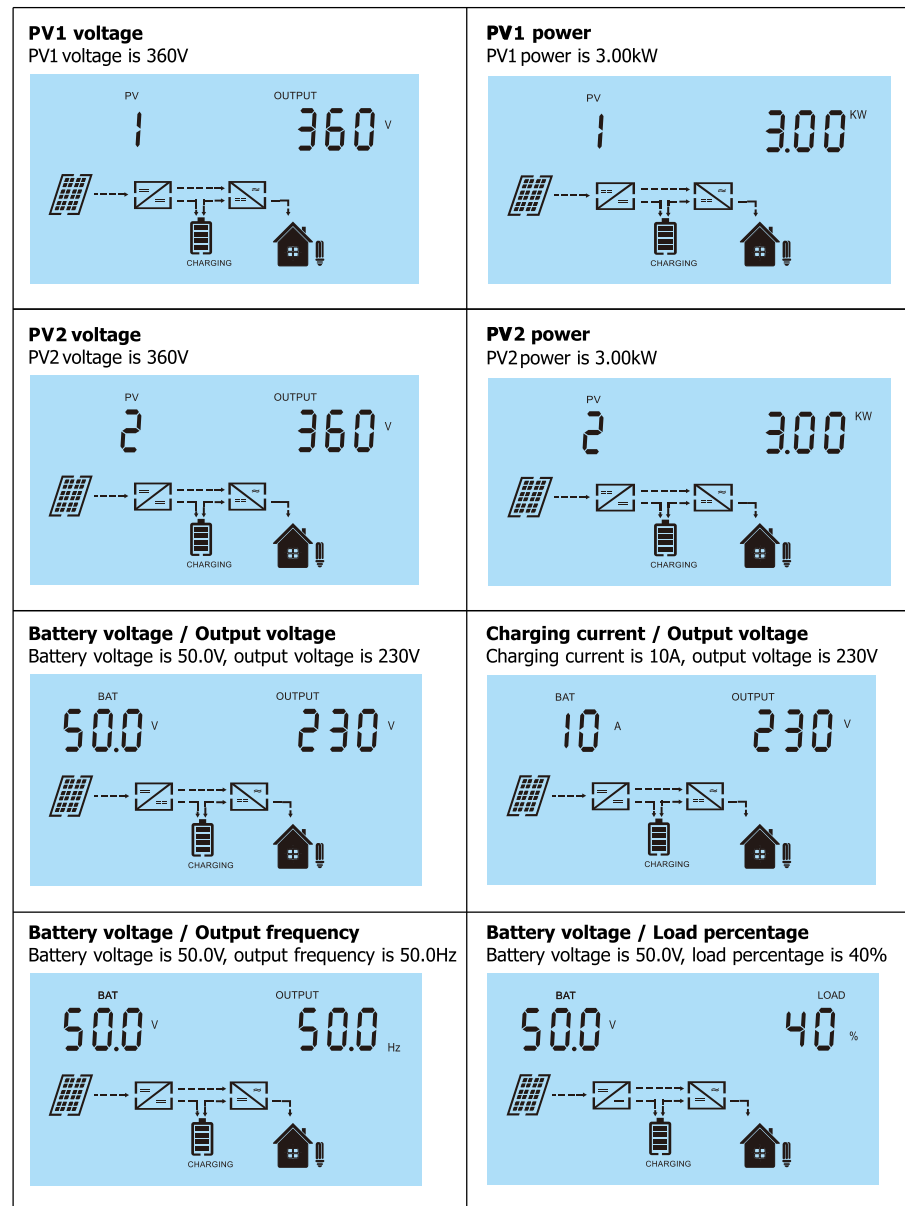 PV1 voltage
PV1 voltage is 360V
PV
OUTPUT
1
360 V
CHARGING
PV1 power
PV1 power is 3.00kW
PV
1
3.00 KW
CHARGING
PV2 voltage
PV2 voltage is 360V
PV
OUTPUT
2
360 V
CHARGING
PV2 power
PV2 power is 3.00kW
PV
2
3.00 KW
CHARGING
Battery voltage / Output voltage
Battery voltage is 50.0V, output voltage is 230V
BAT
OUTPUT
50.0 V
230 V
CHARGING
Charging current / Output voltage
Charging current is 10A, output voltage is 230V
BAT
OUTPUT
10 A
230 V
CHARGING
Battery voltage / Output frequency
Battery voltage is 50.0V, output frequency is 50.0Hz
BAT
OUTPUT
50.0 V
50.0 Hz
CHARGING
Battery voltage / Load percentage
Battery voltage is 50.0V, load percentage is 40%
BAT
LOAD
50.0 V
40 %
CHARGING